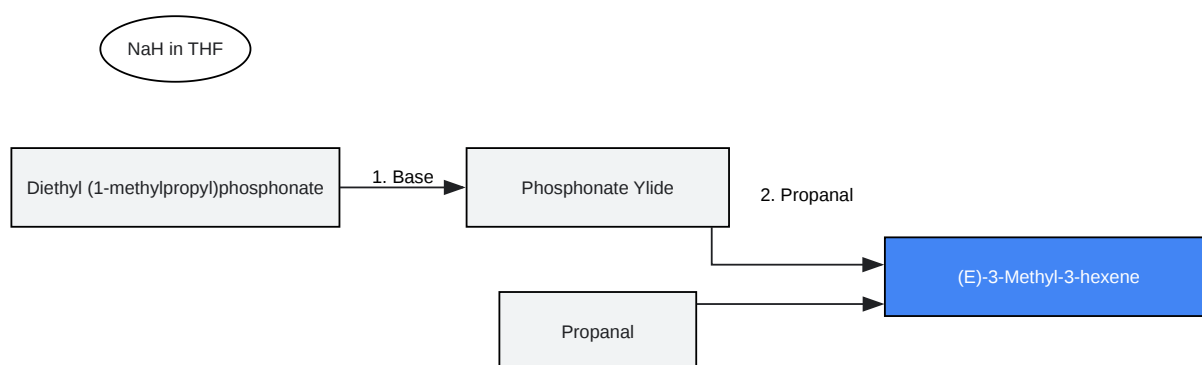 NaH in THF
Diethyl (1-methylpropyl)phosphonate
1. Base
Phosphonate Ylide
2. Propanal
(E)-3-Methyl-3-hexene
Propanal